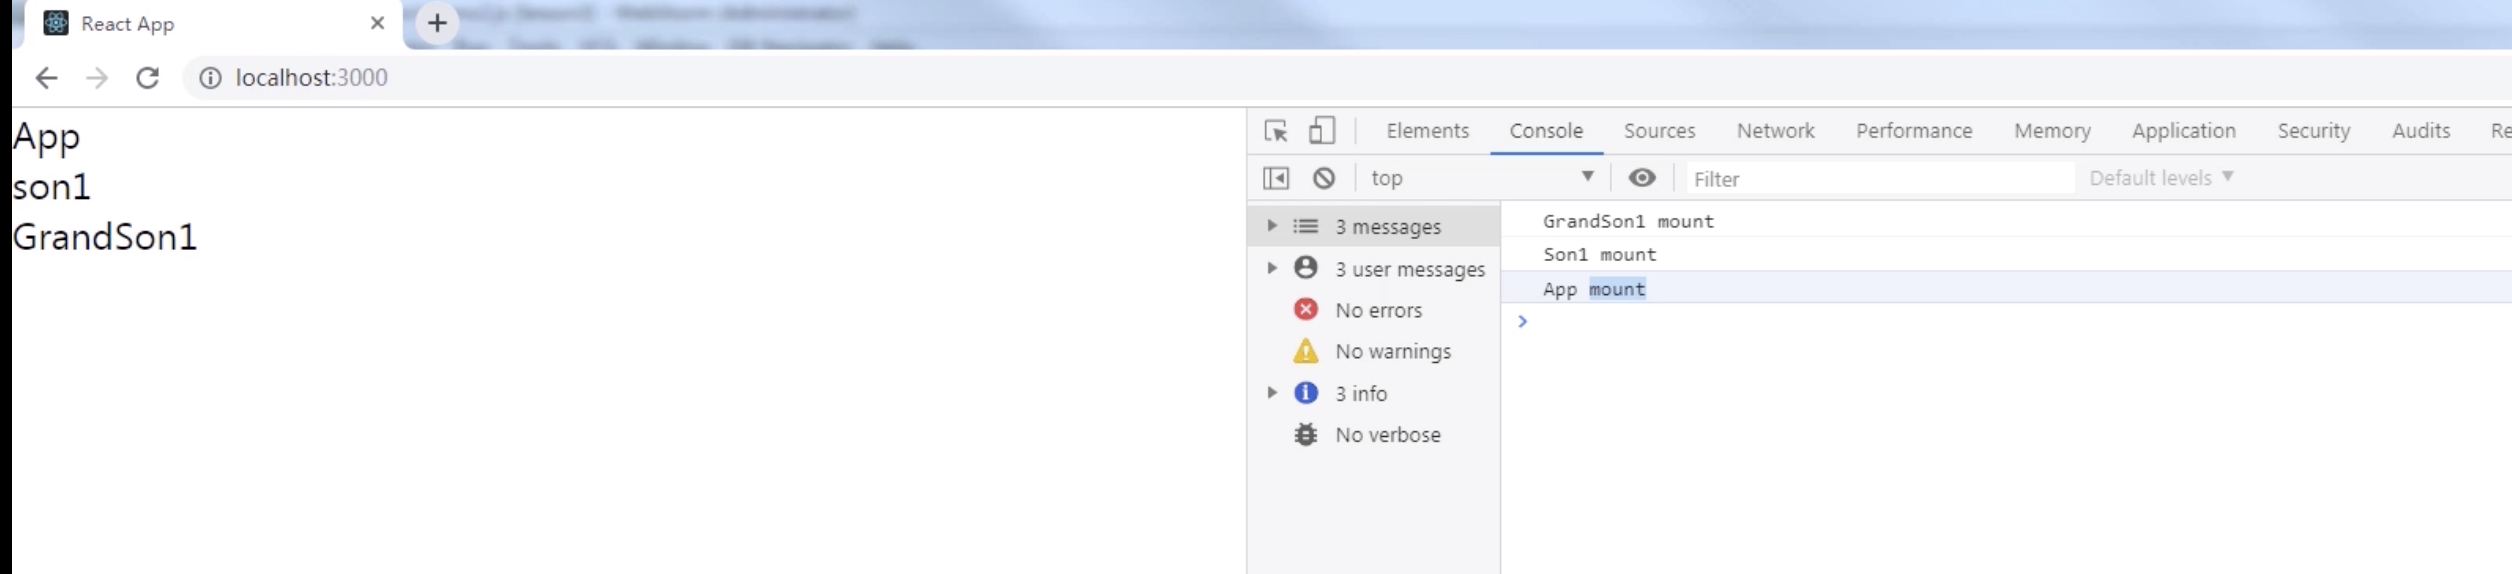 React App
localhost:3000
App
son1
GrandSon1
Elements Console Sources Network Performance Memory Application Security Audits Re
top Filter Default levels
3 messages
3 user messages
No errors
No warnings
3 info
No verbose
GrandSon1 mount
Son1 mount
App mount